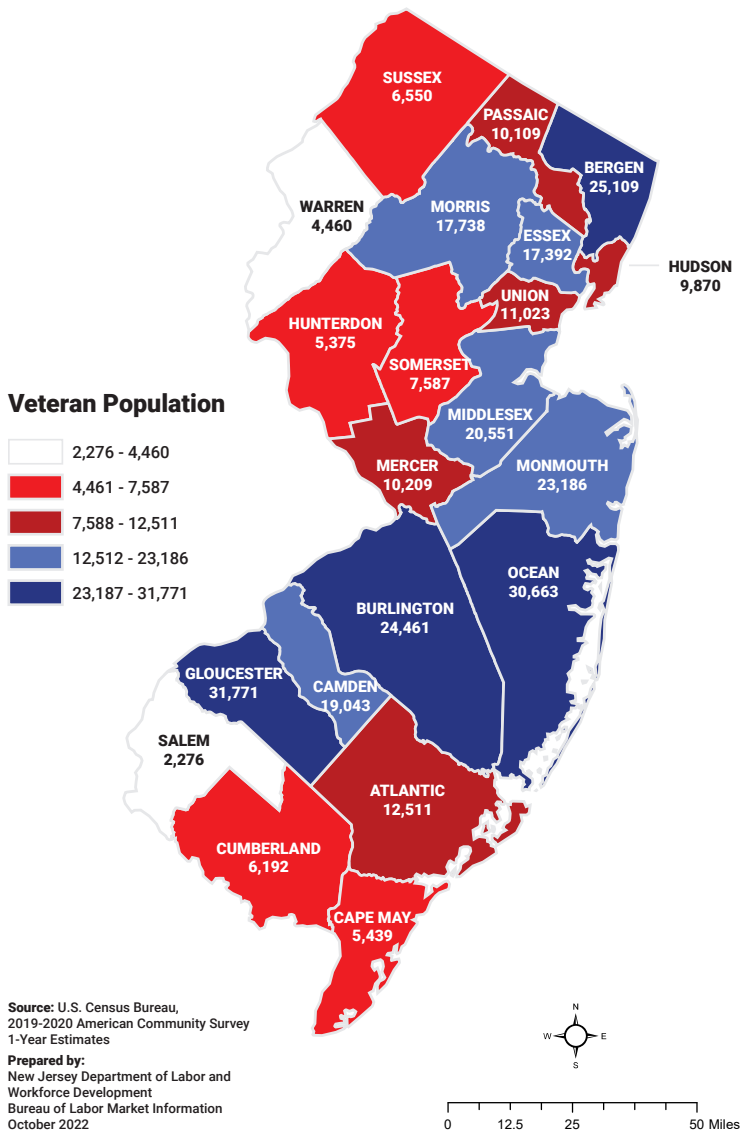 SUSSEX
6,550
PASSAIC
10,109
BERGEN
25,109
WARREN
4,460
MORRIS
17,738
ESSEX
17,392
HUDSON
9,870
UNION
11,023
HUNTERDON
5,375
SOMERSET
7,587
Veteran Population
2,276 - 4,460
4,461 - 7,587
7,588 - 12,511
12,512 - 23,186
23,187 - 31,771
MIDDLESEX
20,551
MERCER
10,209
MONMOUTH
23,186
OCEAN
30,663
BURLINGTON
24,461
GLOUCESTER
31,771
CAMDEN
19,043
SALEM
2,276
ATLANTIC
12,511
CUMBERLAND
6,192
CAPE MAY
5,439
Source: U.S. Census Bureau,
2019-2020 American Community Survey
1-Year Estimates
Prepared by:
New Jersey Department of Labor and
Workforce Development
Bureau of Labor Market Information
October 2022
N
W E
S
0 12.5 25 50 Miles